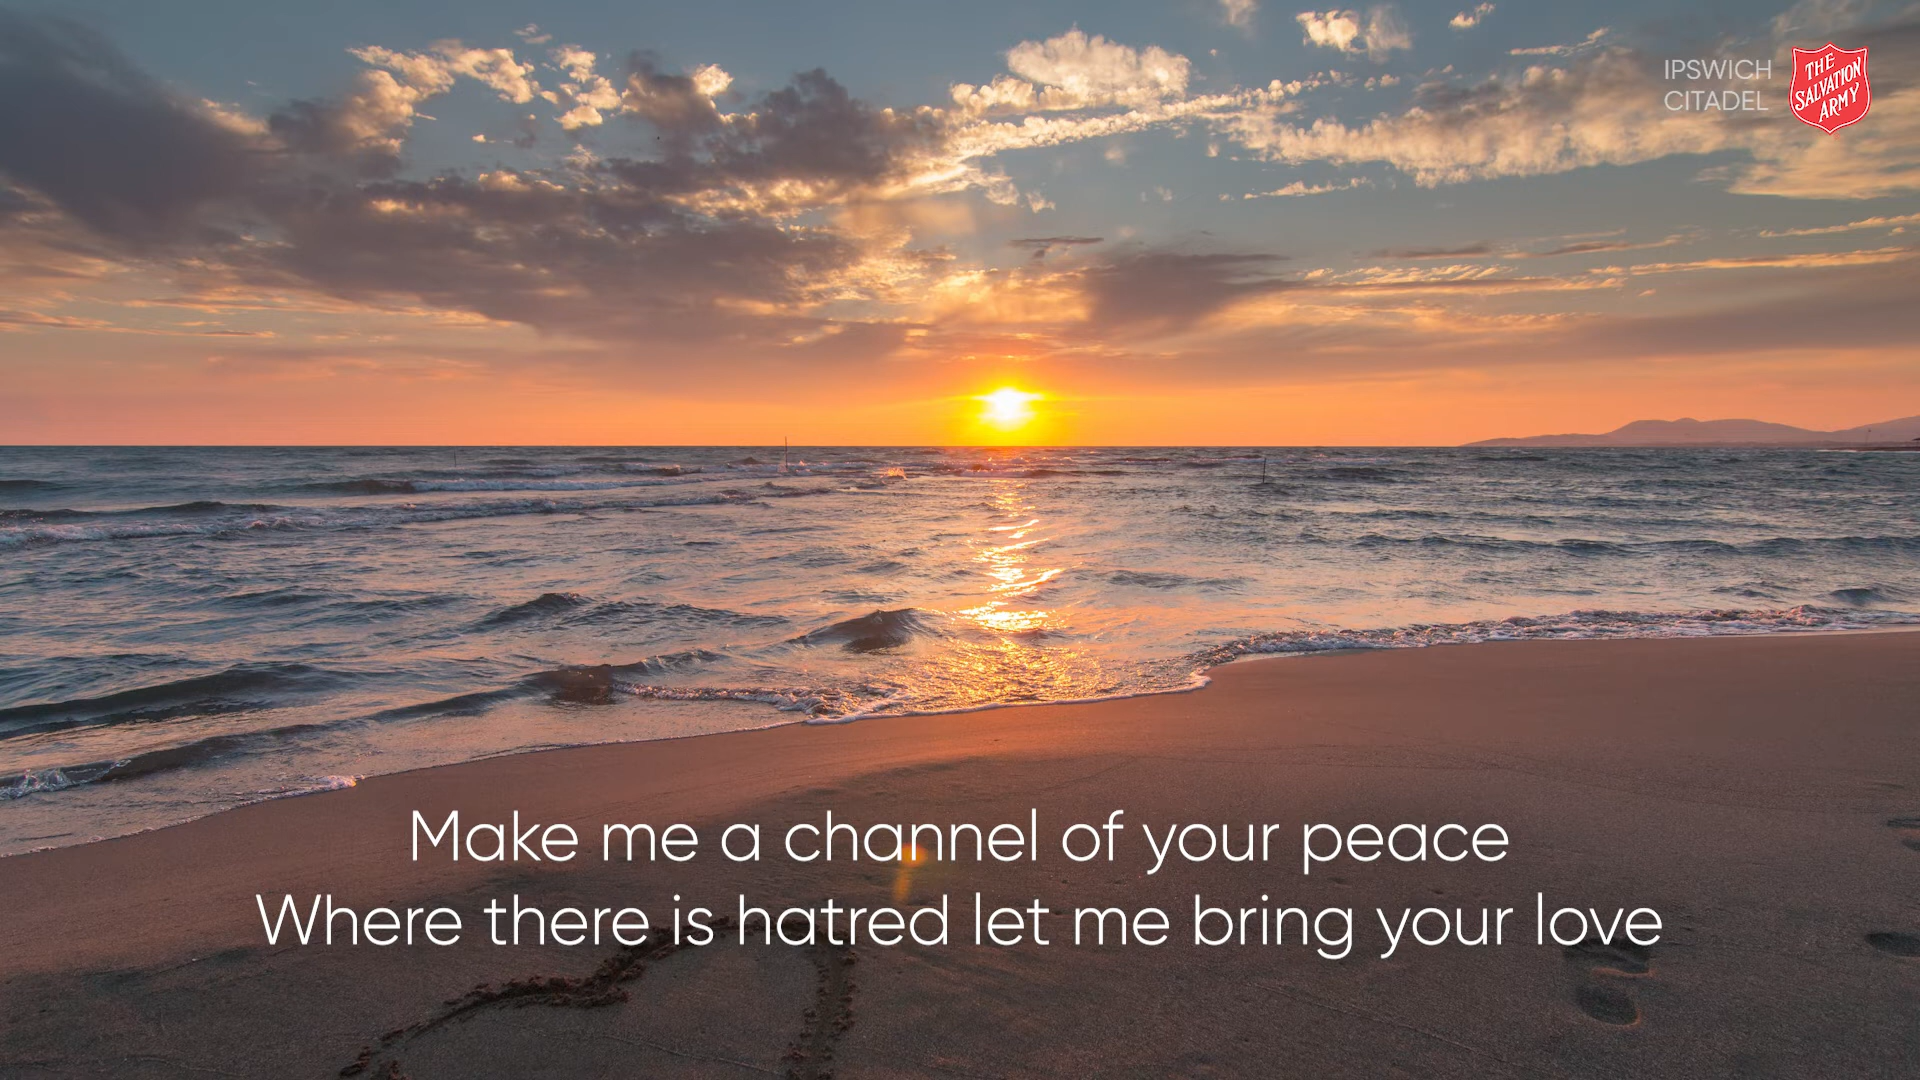 IPSWICH
CITADEL
THE
SALVATION
ARMY
Make me a channel of your peace
Where there is hatred let me bring your love